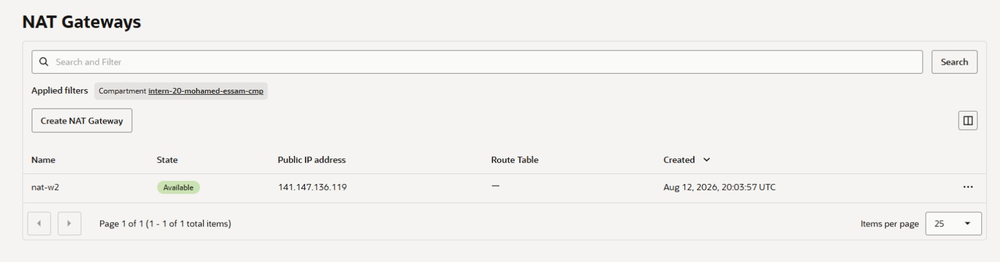 NAT Gateways
Search and Filter
Search
Applied filters Compartment intern-20-mohamed-essam-cmp
Create NAT Gateway
Name State Public IP address Route Table Created
nat-w2 Available 141.147.136.119 — Aug 12, 2026, 20:03:57 UTC ...
Page 1 of 1 (1 - 1 of 1 total items) Items per page 25